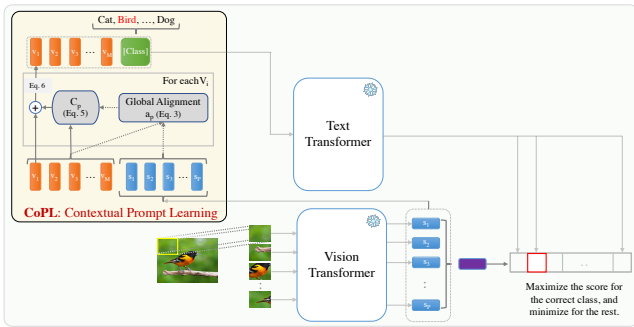 Cat, Bird, ..., Dog
v1 v2 v3 ... vM [Class]
For eachVi
Eq. 6
+
Cp
(Eq. 5)
Global Alignment
ap (Eq. 3)
v1 v2 v3 ... vM
s1 s2 s3 ... sP
CoPL: Contextual Prompt Learning
Text
Transformer
Vision
Transformer
s1
s2
s3
:
sP
. .
Maximize the score for
the correct class, and
minimize for the rest.